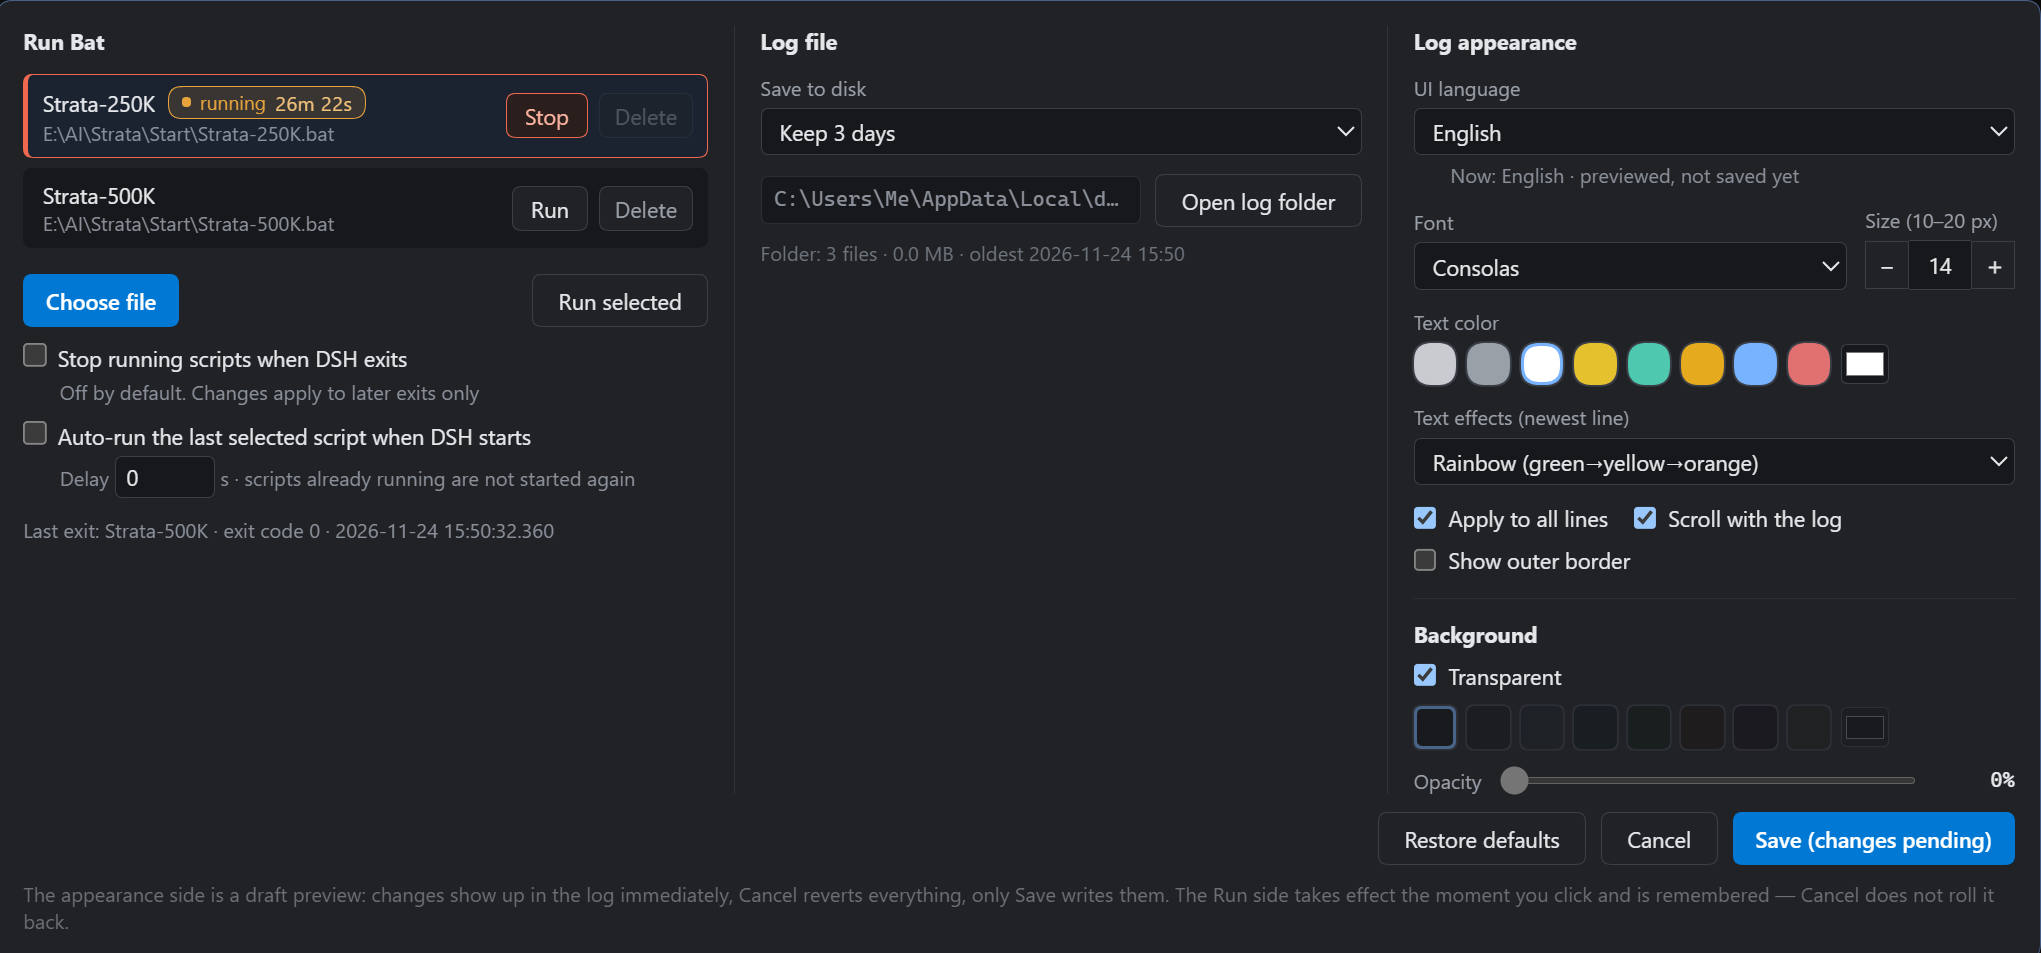 Run Bat
Strata-250K
running 26m 22s
E:\AI\Strata\Start\Strata-250K.bat
Stop
Delete
Strata-500K
E:\AI\Strata\Start\Strata-500K.bat
Run
Delete
Choose file
Run selected
Stop running scripts when DSH exits
Off by default. Changes apply to later exits only
Auto-run the last selected script when DSH starts
Delay 0 s · scripts already running are not started again
Last exit: Strata-500K · exit code 0 · 2026-11-24 15:50:32.360
Log file
Save to disk
Keep 3 days
C:\Users\Me\AppData\Local\d…
Open log folder
Folder: 3 files · 0.0 MB · oldest 2026-11-24 15:50
Log appearance
UI language
English
Now: English · previewed, not saved yet
Font
Size (10–20 px)
Consolas
– 14 +
Text color
Text effects (newest line)
Rainbow (green→yellow→orange)
Apply to all lines
Scroll with the log
Show outer border
Background
Transparent
Opacity
0%
Restore defaults
Cancel
Save (changes pending)
The appearance side is a draft preview: changes show up in the log immediately, Cancel reverts everything, only Save writes them. The Run side takes effect the moment you click and is remembered — Cancel does not roll it
back.